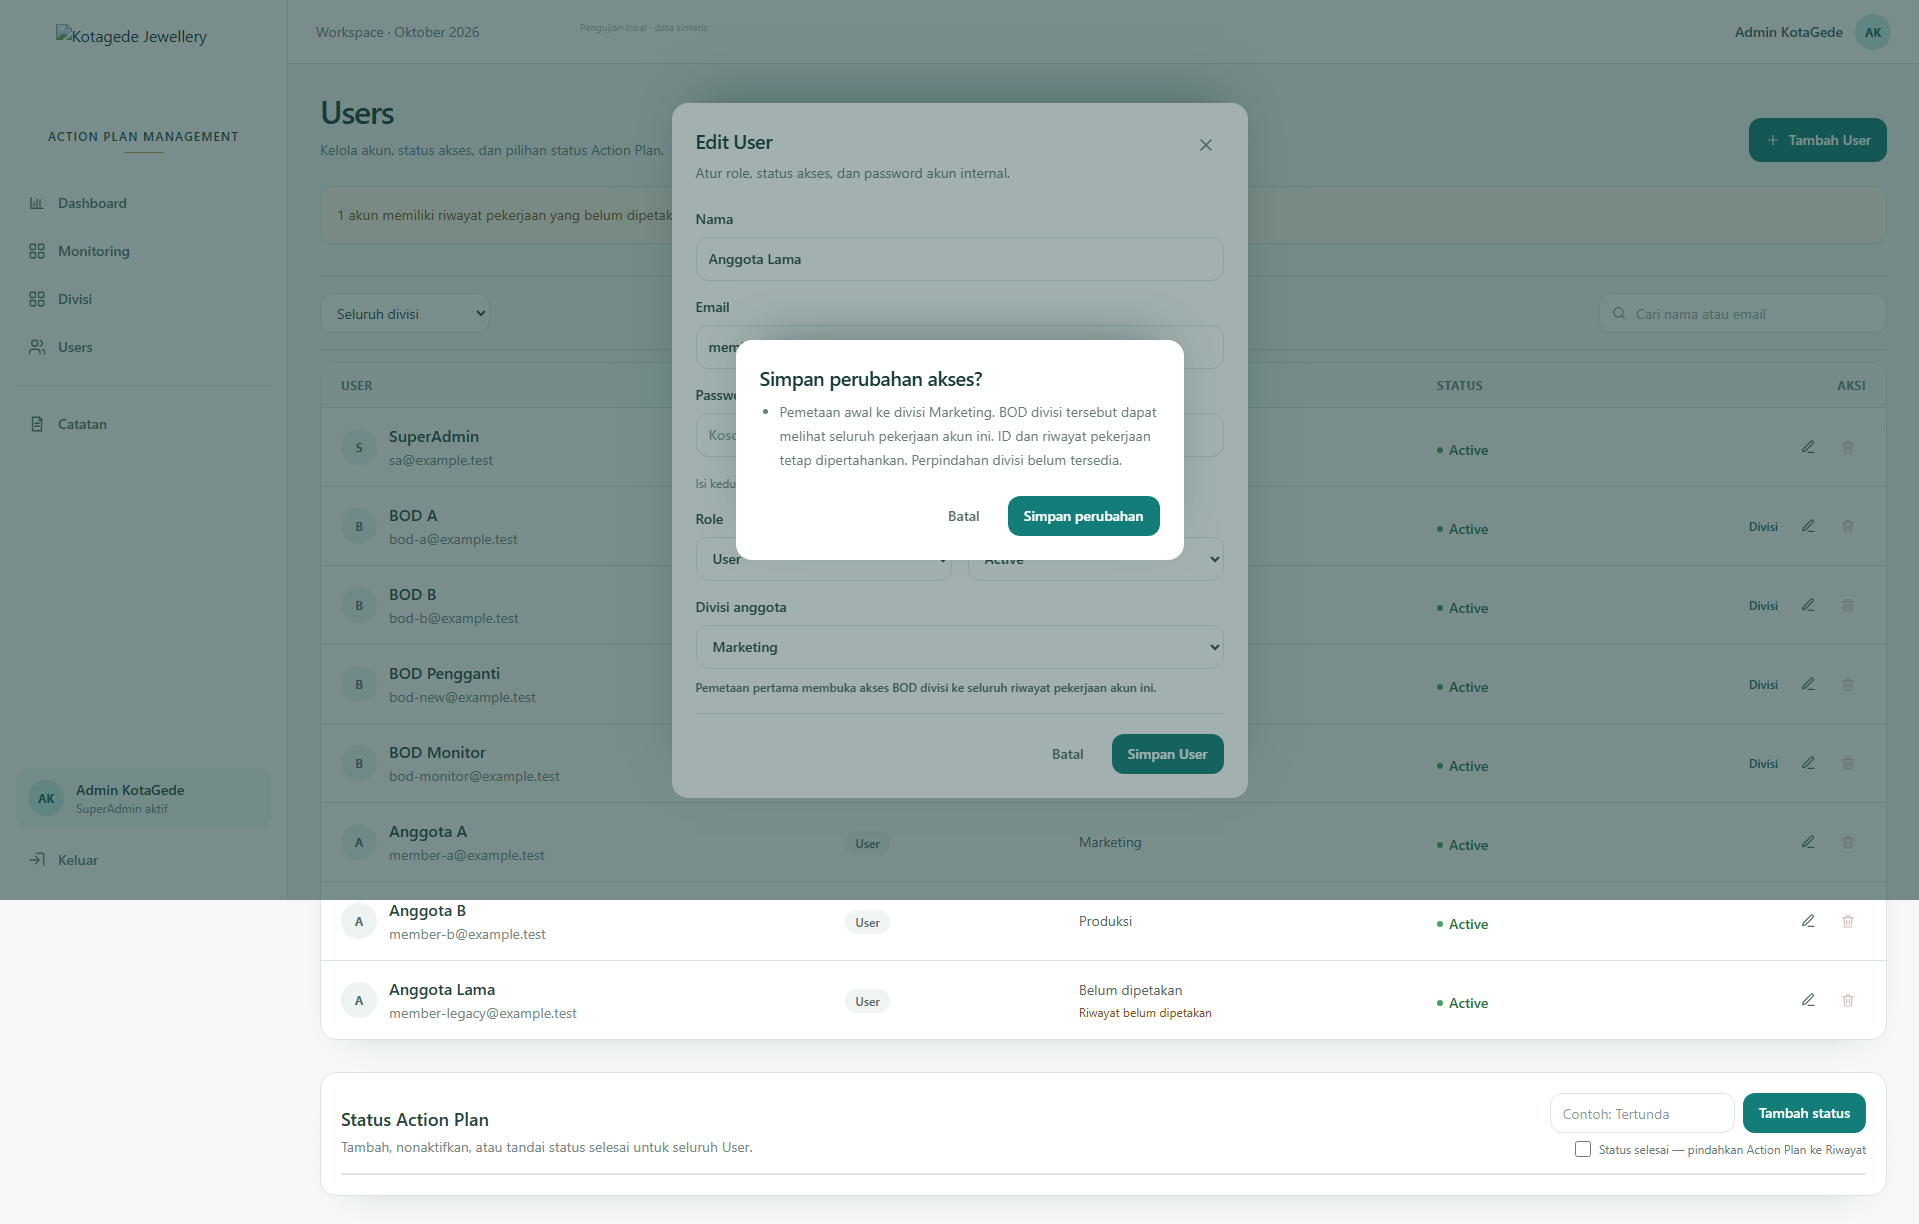 Kotagede Jewellery
ACTION PLAN MANAGEMENT
Dashboard
Monitoring
Divisi
Users
Catatan
AK
Admin KotaGede
SuperAdmin aktif
Keluar
Workspace · Oktober 2026
Pengujian lokal · data sintetis
Admin KotaGede
AK
Users
Kelola akun, status akses, dan pilihan status Action Plan.
Tambah User
1 akun memiliki riwayat pekerjaan yang belum
Seluruh divisi
Cari nama atau email
USER
STATUS
AKSI
S
SuperAdmin
sa@example.test
Active
B
BOD A
bod-a@example.test
Active
Divisi
B
BOD B
bod-b@example.test
Active
Divisi
B
BOD Pengganti
bod-new@example.test
Active
Divisi
B
BOD Monitor
bod-monitor@example.test
Active
Divisi
A
Anggota A
member-a@example.test
User
Marketing
Active
A
Anggota B
member-b@example.test
User
Produksi
Active
A
Anggota Lama
member-legacy@example.test
User
Belum dipetakan
Riwayat belum dipetakan
Active
Edit User
Atur role, status akses, dan password akun internal.
Nama
Anggota Lama
Email
Isi
Role
User
Active
Divisi anggota
Marketing
Pemetaan pertama membuka akses BOD divisi ke seluruh riwayat pekerjaan akun ini.
Batal
Simpan User
Simpan perubahan akses?
Pemetaan awal ke divisi Marketing. BOD divisi tersebut dapat
melihat seluruh pekerjaan akun ini. ID dan riwayat pekerjaan
tetap dipertahankan. Perpindahan divisi belum tersedia.
Batal
Simpan perubahan
Status Action Plan
Tambah, nonaktifkan, atau tandai status selesai untuk seluruh User.
Contoh: Tertunda
Tambah status
Status selesai — pindahkan Action Plan ke Riwayat